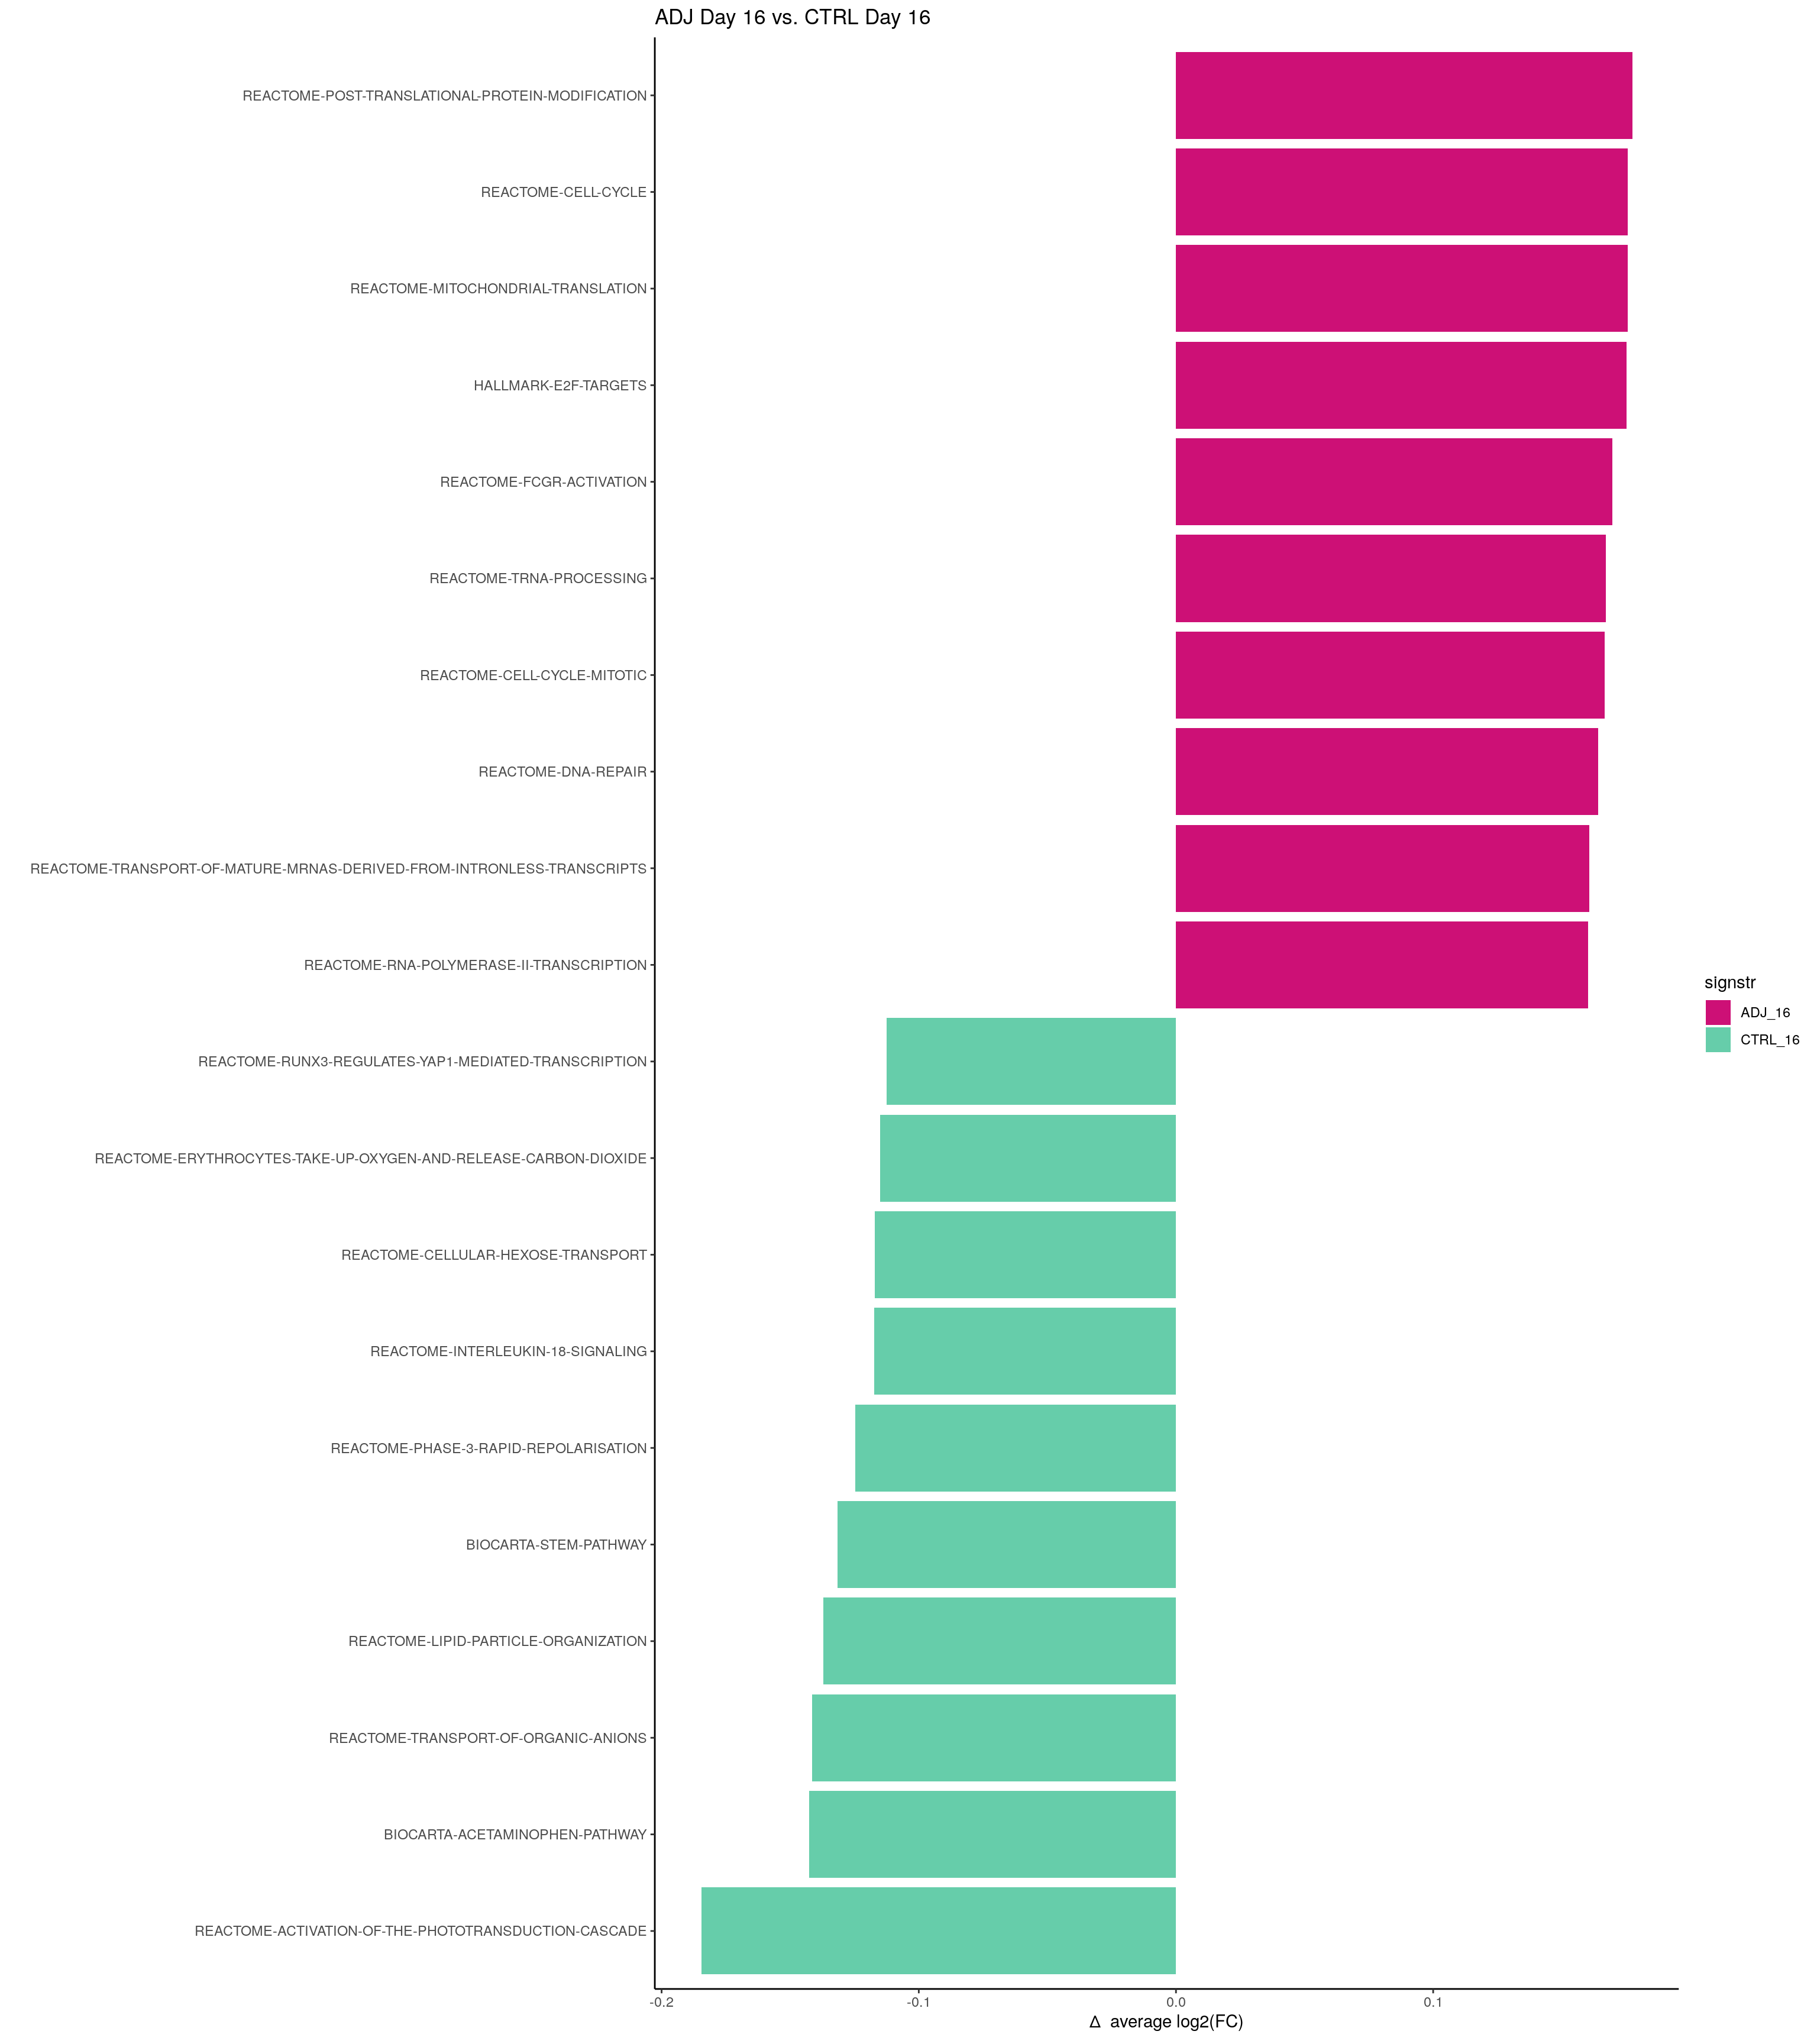 ADJ Day 16 vs. CTRL Day 16
REACTOME-POST-TRANSLATIONAL-PROTEIN-MODIFICATION
REACTOME-CELL-CYCLE
REACTOME-MITOCHONDRIAL-TRANSLATION
HALLMARK-E2F-TARGETS
REACTOME-FCGR-ACTIVATION
REACTOME-TRNA-PROCESSING
REACTOME-CELL-CYCLE-MITOTIC
REACTOME-DNA-REPAIR
REACTOME-TRANSPORT-OF-MATURE-MRNAS-DERIVED-FROM-INTRONLESS-TRANSCRIPTS
REACTOME-RNA-POLYMERASE-II-TRANSCRIPTION
REACTOME-RUNX3-REGULATES-YAP1-MEDIATED-TRANSCRIPTION
REACTOME-ERYTHROCYTES-TAKE-UP-OXYGEN-AND-RELEASE-CARBON-DIOXIDE
REACTOME-CELLULAR-HEXOSE-TRANSPORT
REACTOME-INTERLEUKIN-18-SIGNALING
REACTOME-PHASE-3-RAPID-REPOLARISATION
BIOCARTA-STEM-PATHWAY
REACTOME-LIPID-PARTICLE-ORGANIZATION
REACTOME-TRANSPORT-OF-ORGANIC-ANIONS
BIOCARTA-ACETAMINOPHEN-PATHWAY
REACTOME-ACTIVATION-OF-THE-PHOTOTRANSDUCTION-CASCADE
-0.2 -0.1 0.0 0.1
Δ average log2(FC)
signstr
ADJ_16
CTRL_16